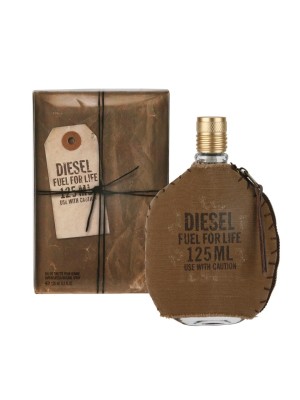 DIESEL
FUEL FOR LIFE
125 ML
USE WITH CAUTION
DIESEL
FUEL FOR LIFE
125ML
USE WITH CAUTION